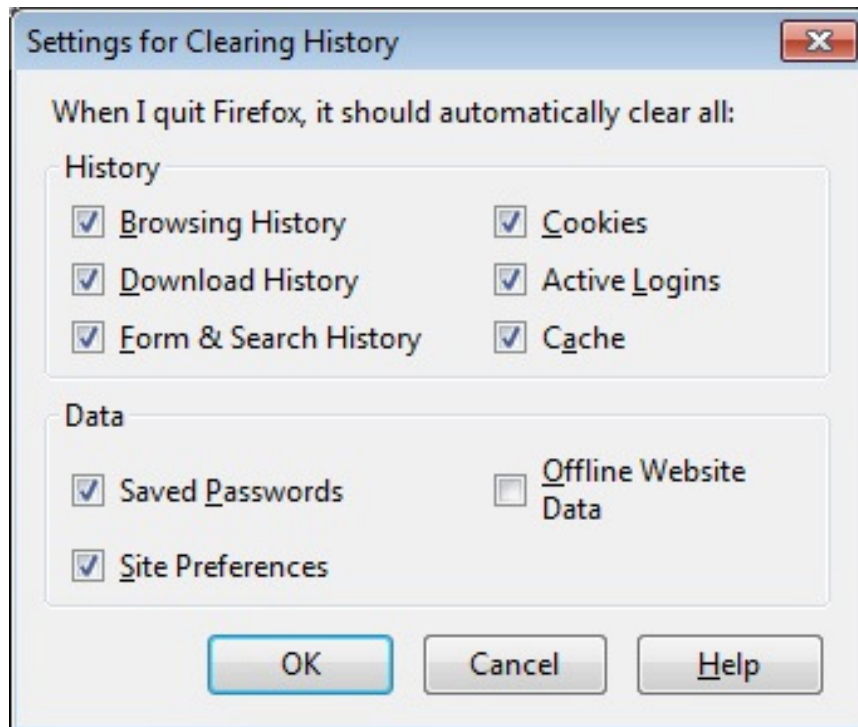 Settings for Clearing History
When I quit Firefox, it should automatically clear all:
History
Browsing History
Cookies
Download History
Active Logins
Form & Search History
Cache
Data
Saved Passwords
Offline Website
Data
Site Preferences
OK
Cancel
Help